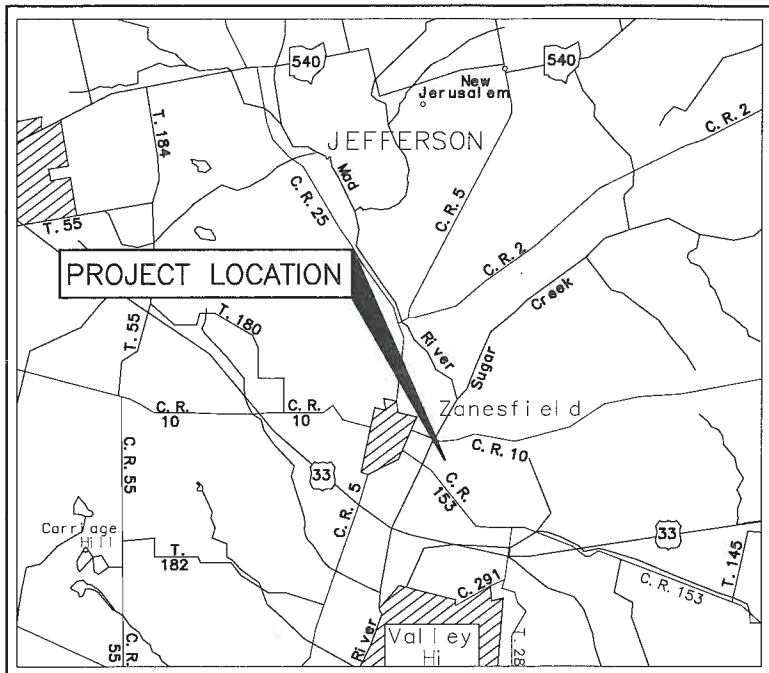 540
540
New
Jerusalem
JEFFERSON
T. 184
C. R. 2
Mad
C. R. 25
C. R. 5
T. 55
C. R. 2
PROJECT LOCATION
Creek
T. 180
T. 55
River
Sugar
Zanesfield
C. R.
10
C. R.
10
C. R. 10
C. R. 55
33
C. R. 5
C. R.
153
33
Carriage
Hill
T.
182
C. 291
T. 145
C. R. 153
River
Valley
Hi
T. 28
C. R.
55